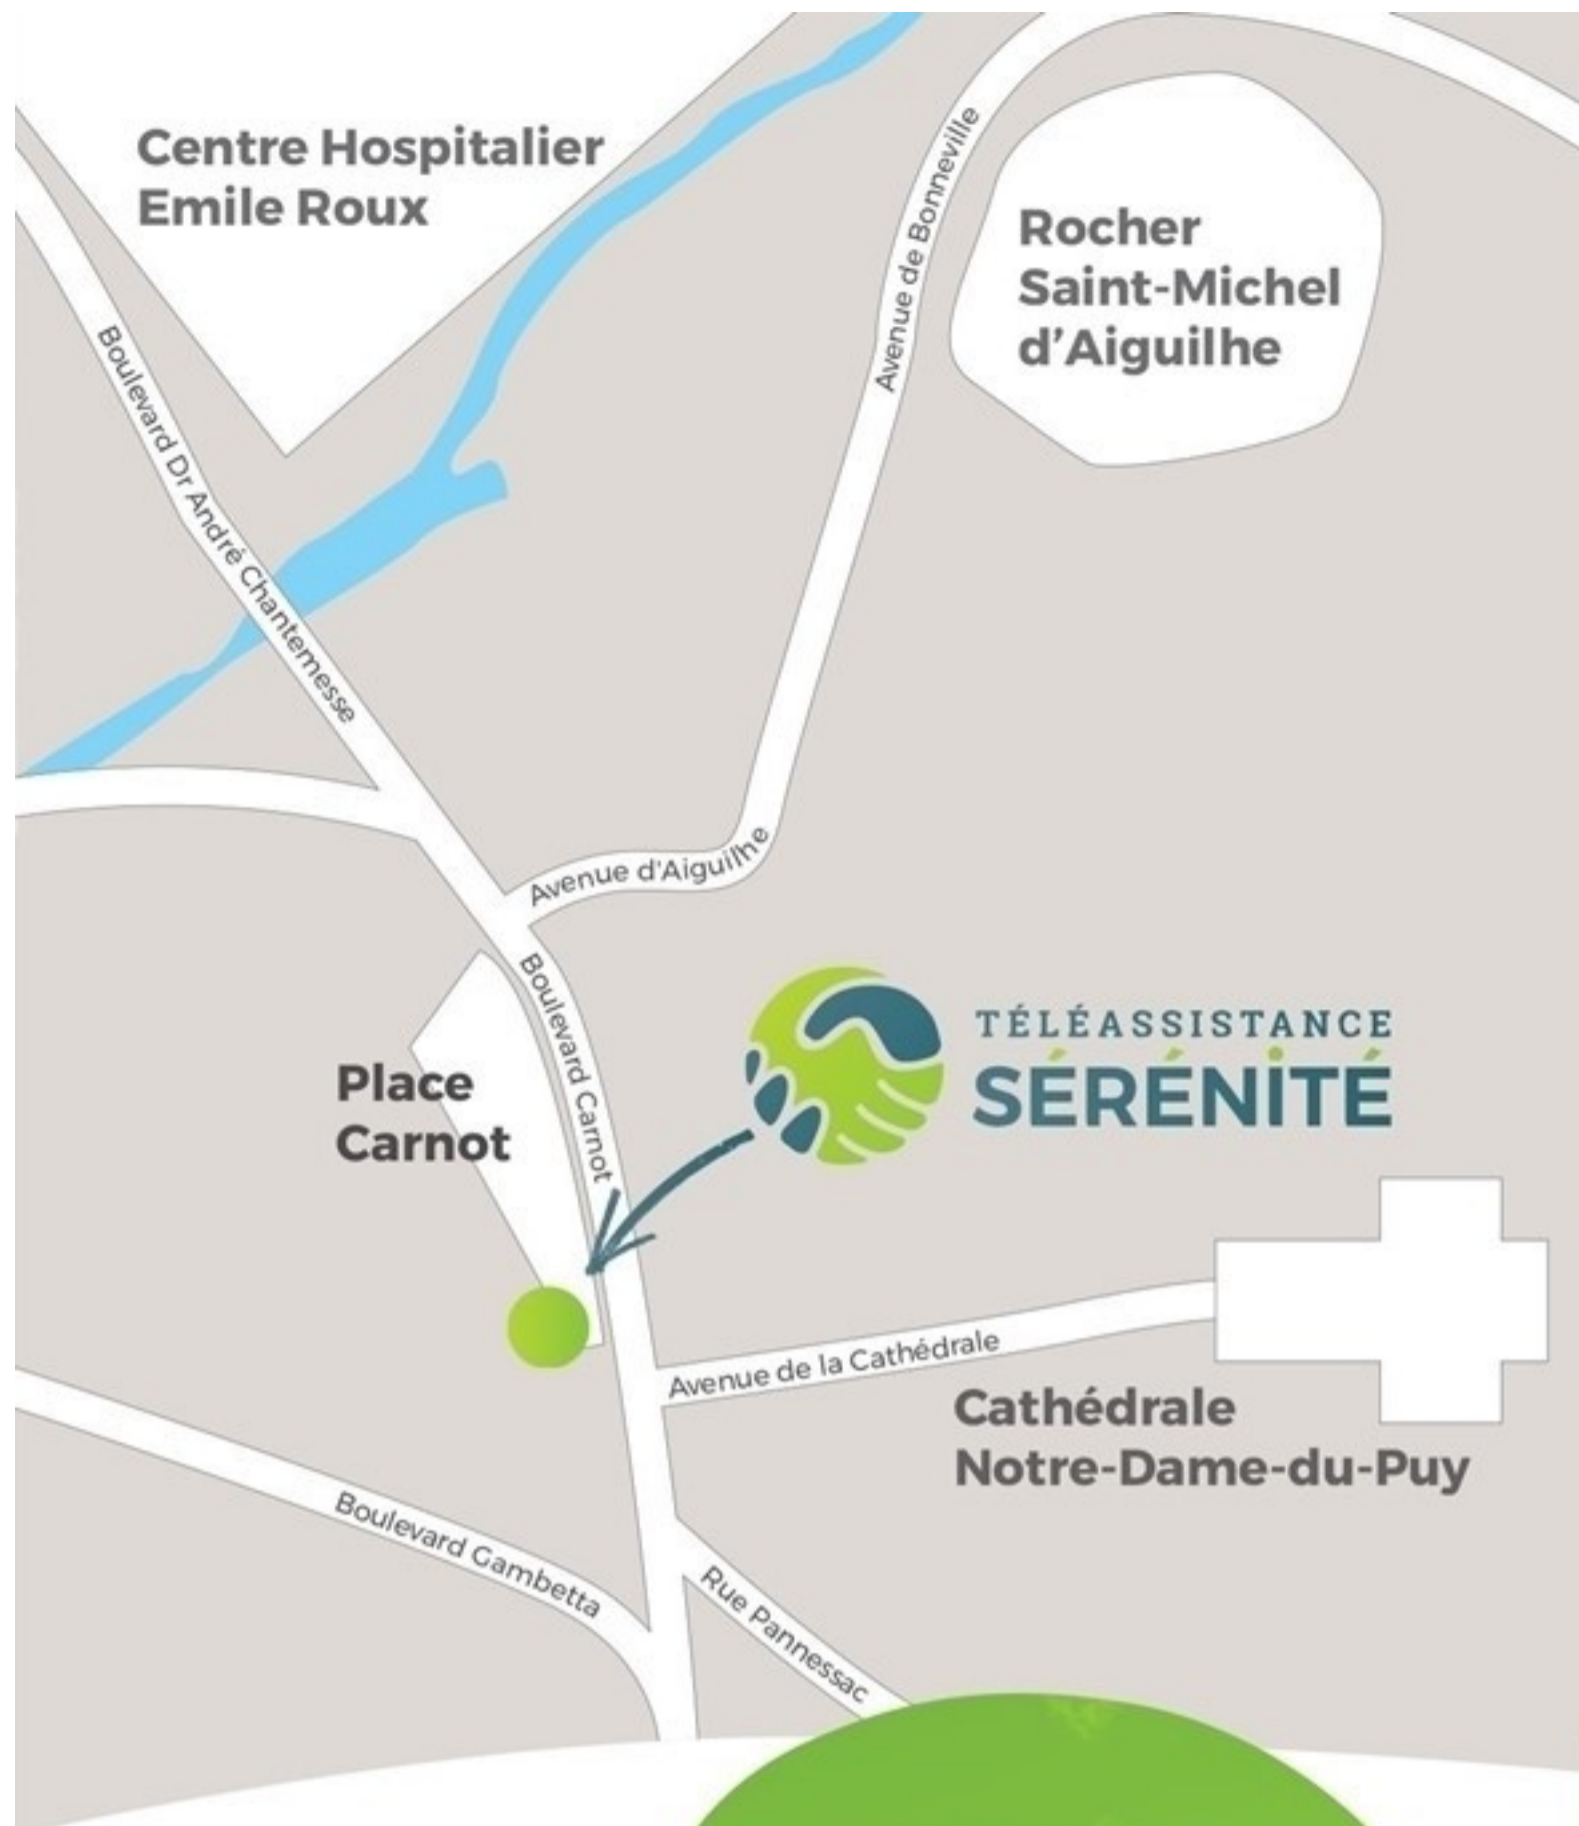 Centre Hospitalier
Emile Roux
Avenue de Bonneville
Rocher
Saint-Michel
d’Aiguilhe
Boulevard Dr André Chantemesse
Avenue d'Aiguilhe
Boulevard Carnot
TÉLÉASSISTANCE
SÉRÉNITÉ
Place
Carnot
Avenue de la Cathédrale
Cathédrale
Notre-Dame-du-Puy
Boulevard Gambetta
Rue Pannessac